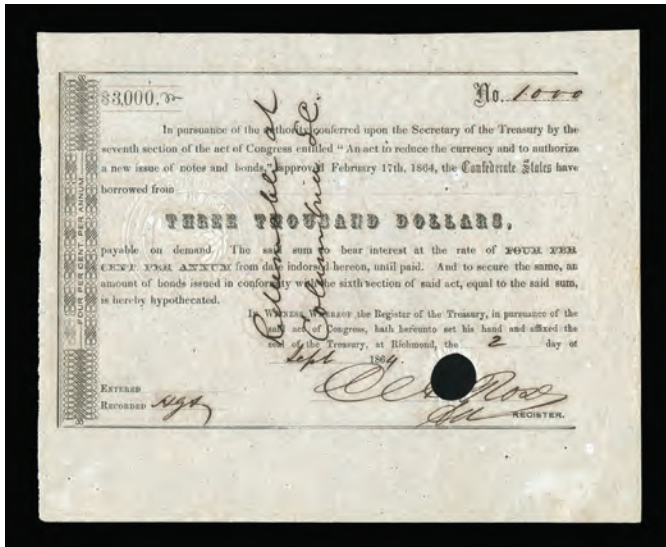 $3,000.
No. 1000
In pursuance of the authority conferred upon the Secretary of the Treasury by the
seventh section of the act of Congress entitled “An act to reduce the currency and to authorize
a new issue of notes and bonds,” approved February 17th, 1864, the Confederate States have
borrowed from
THREE THOUSAND DOLLARS,
payable on demand. The said sum to bear interest at the rate of FOUR PER
CENT PER ANNUM from date indorsed hereon, until paid. And to secure the same, an
amount of bonds issued in conformity with the sixth section of said act, equal to the said sum,
is hereby hypothecated.
In Witness Whereof the Register of the Treasury, in pursuance of the
said act of Congress, hath hereunto set his hand and affixed the
seal of the Treasury, at Richmond, the 2 day of
Sept 1864.
Entered
Recorded
Rose
REGISTER.
FOUR PER CENT PER ANNUM
at
Columbia S.C.